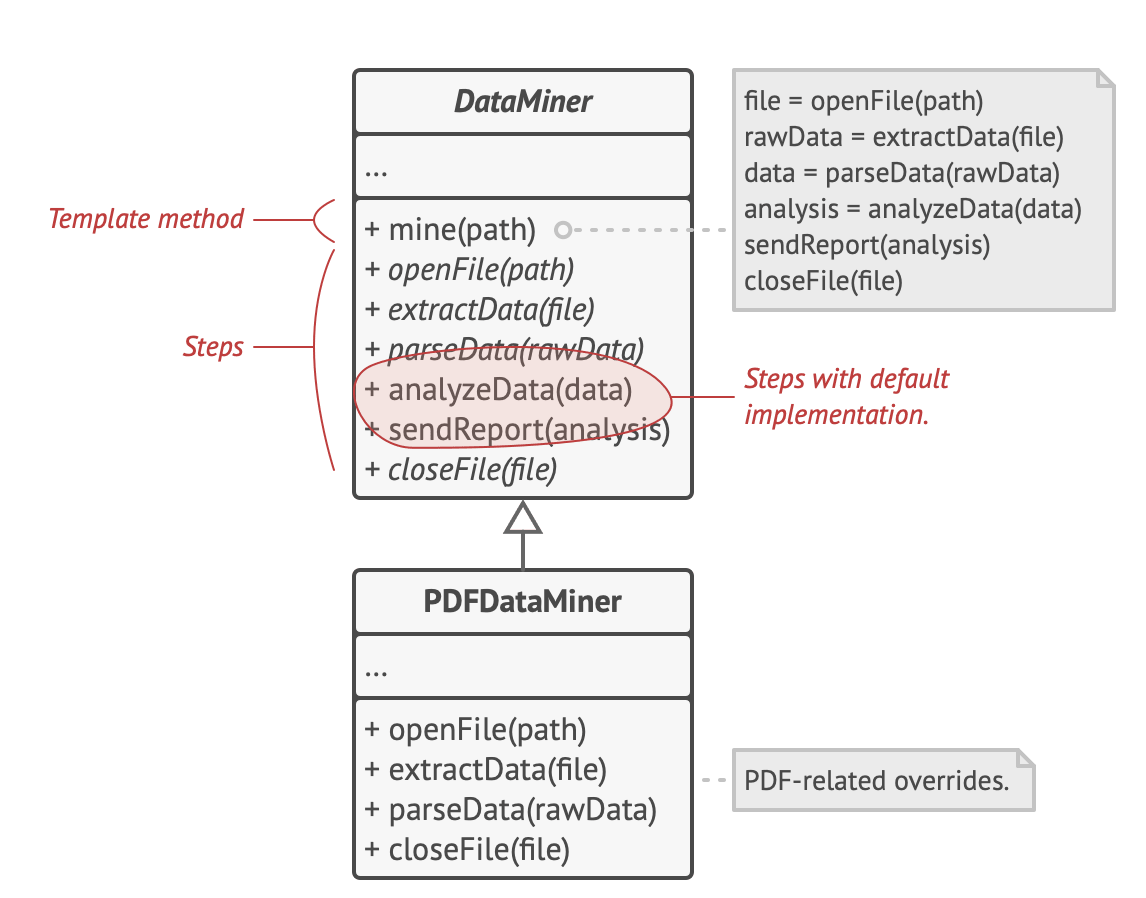 DataMiner
...
Template method
+ mine(path)
+ openFile(path)
+ extractData(file)
+ parseData(rawData)
+ analyzeData(data)
+ sendReport(analysis)
+ closeFile(file)
Steps
file = openFile(path)
rawData = extractData(file)
data = parseData(rawData)
analysis = analyzeData(data)
sendReport(analysis)
closeFile(file)
Steps with default
implementation.
PDFDataMiner
...
+ openFile(path)
+ extractData(file)
+ parseData(rawData)
+ closeFile(file)
PDF-related overrides.